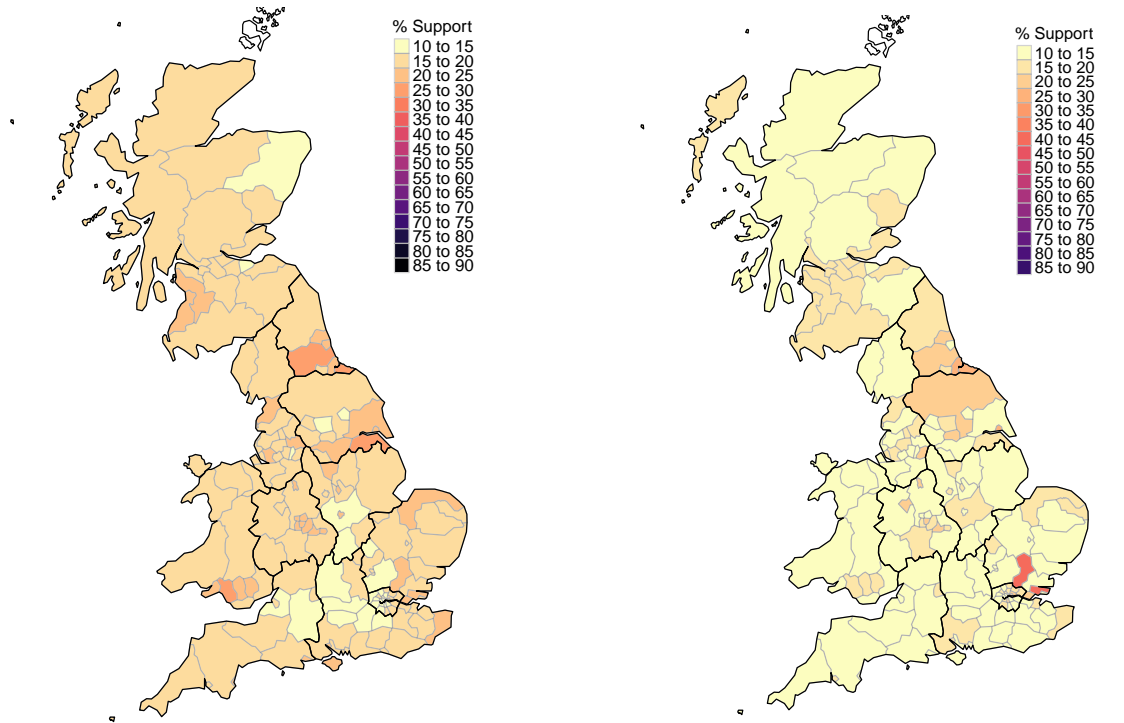 % Support
10 to 15
15 to 20
20 to 25
25 to 30
30 to 35
35 to 40
40 to 45
45 to 50
50 to 55
55 to 60
60 to 65
65 to 70
70 to 75
75 to 80
80 to 85
85 to 90
% Support
10 to 15
15 to 20
20 to 25
25 to 30
30 to 35
35 to 40
40 to 45
45 to 50
50 to 55
55 to 60
60 to 65
65 to 70
70 to 75
75 to 80
80 to 85
85 to 90